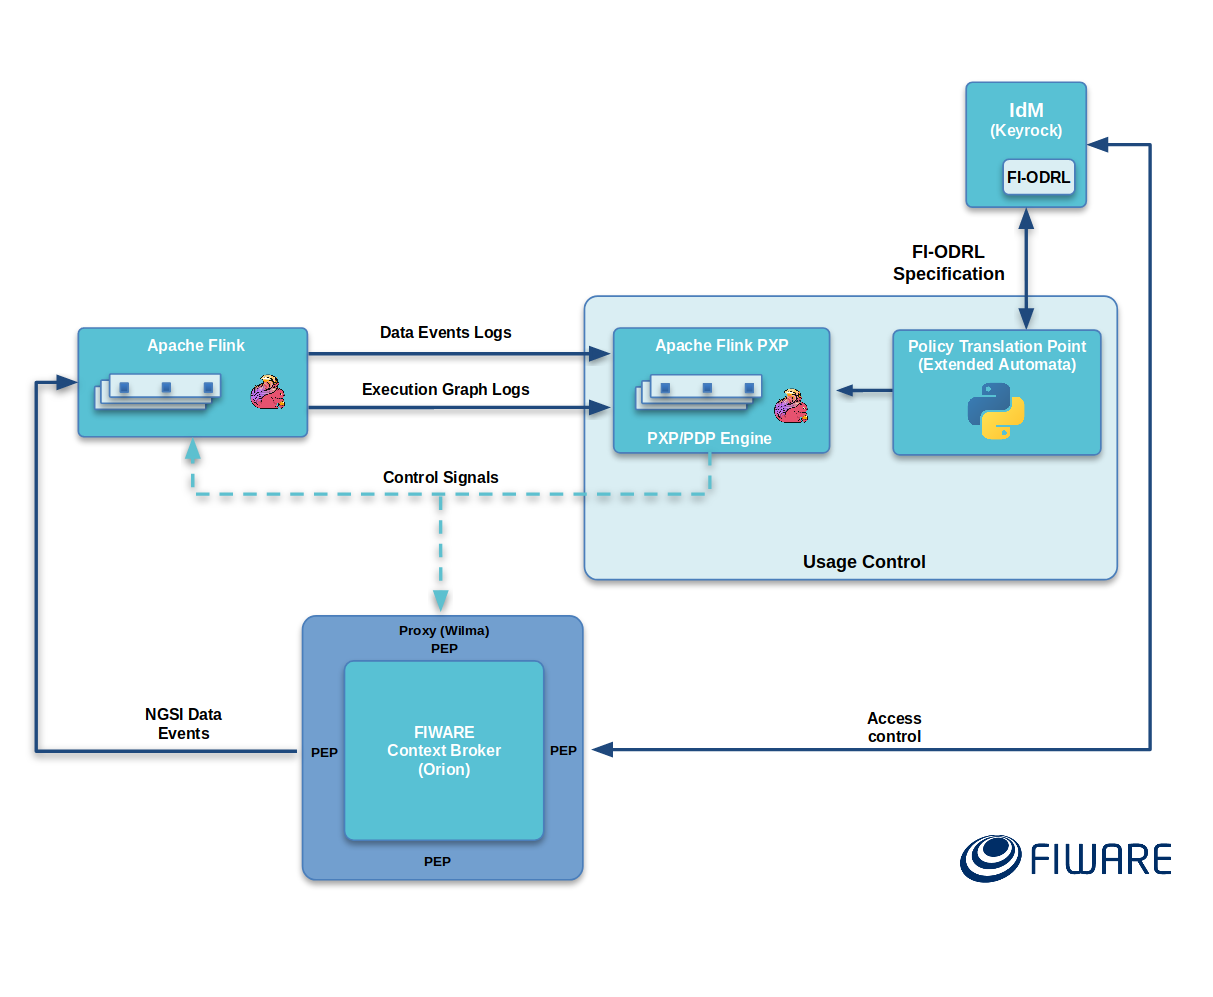 IdM
(Keyrock)
FI-ODRL
FI-ODRL
Specification
Apache Flink
Data Events Logs
Execution Graph Logs
Apache Flink PXP
PXP/PDP Engine
Policy Translation Point
(Extended Automata)
Control Signals
Usage Control
Proxy (Wilma)
PEP
NGSI Data
Events
PEP
FIWARE
Context Broker
(Orion)
PEP
Access
control
PEP
FIWARE